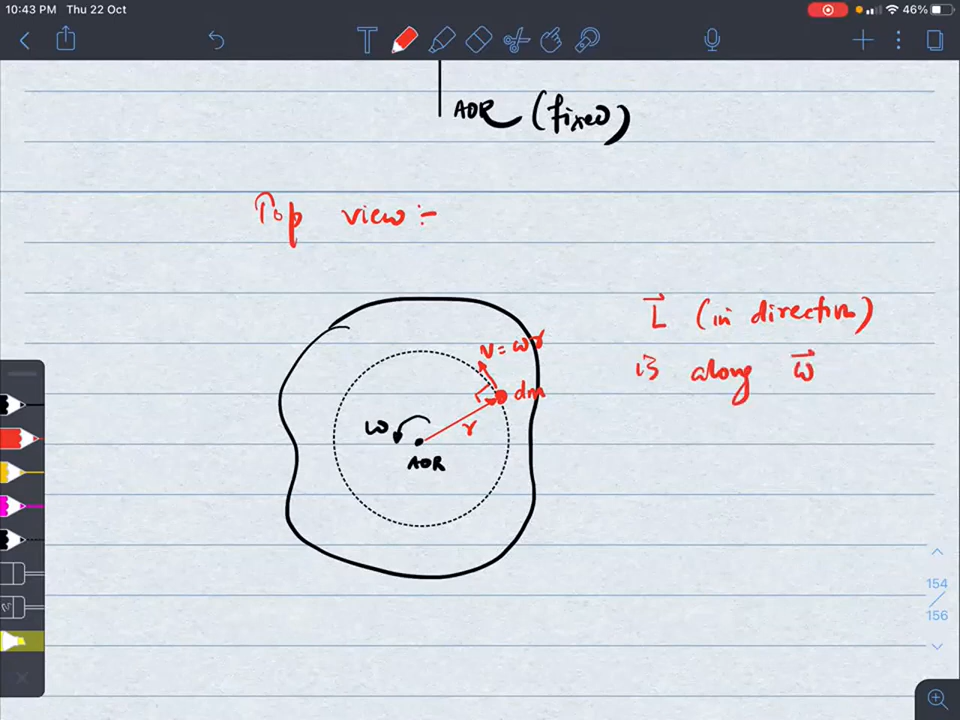 10:43 PM Thu 22 Oct
46%
T
AOR (fixed)
Top view :-
L (in direction)
is along ω
v = ωr
dm
r
ω
AOR
154
156